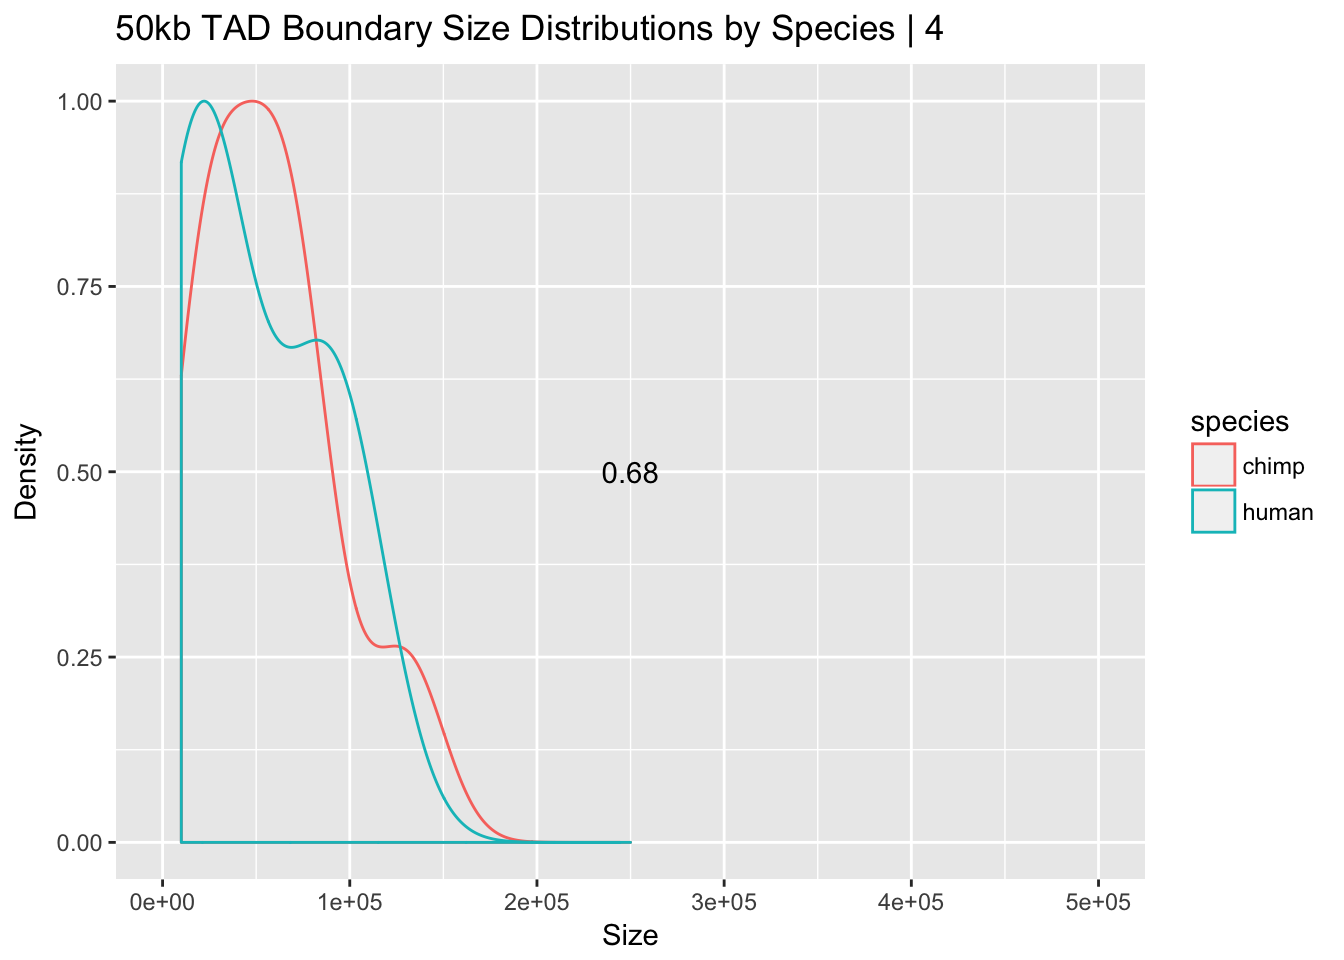 50kb TAD Boundary Size Distributions by Species | 4
1.00
0.75
0.50
0.25
0.00
Density
0.68
0e+00 1e+05 2e+05 3e+05 4e+05 5e+05
Size
species
chimp
human